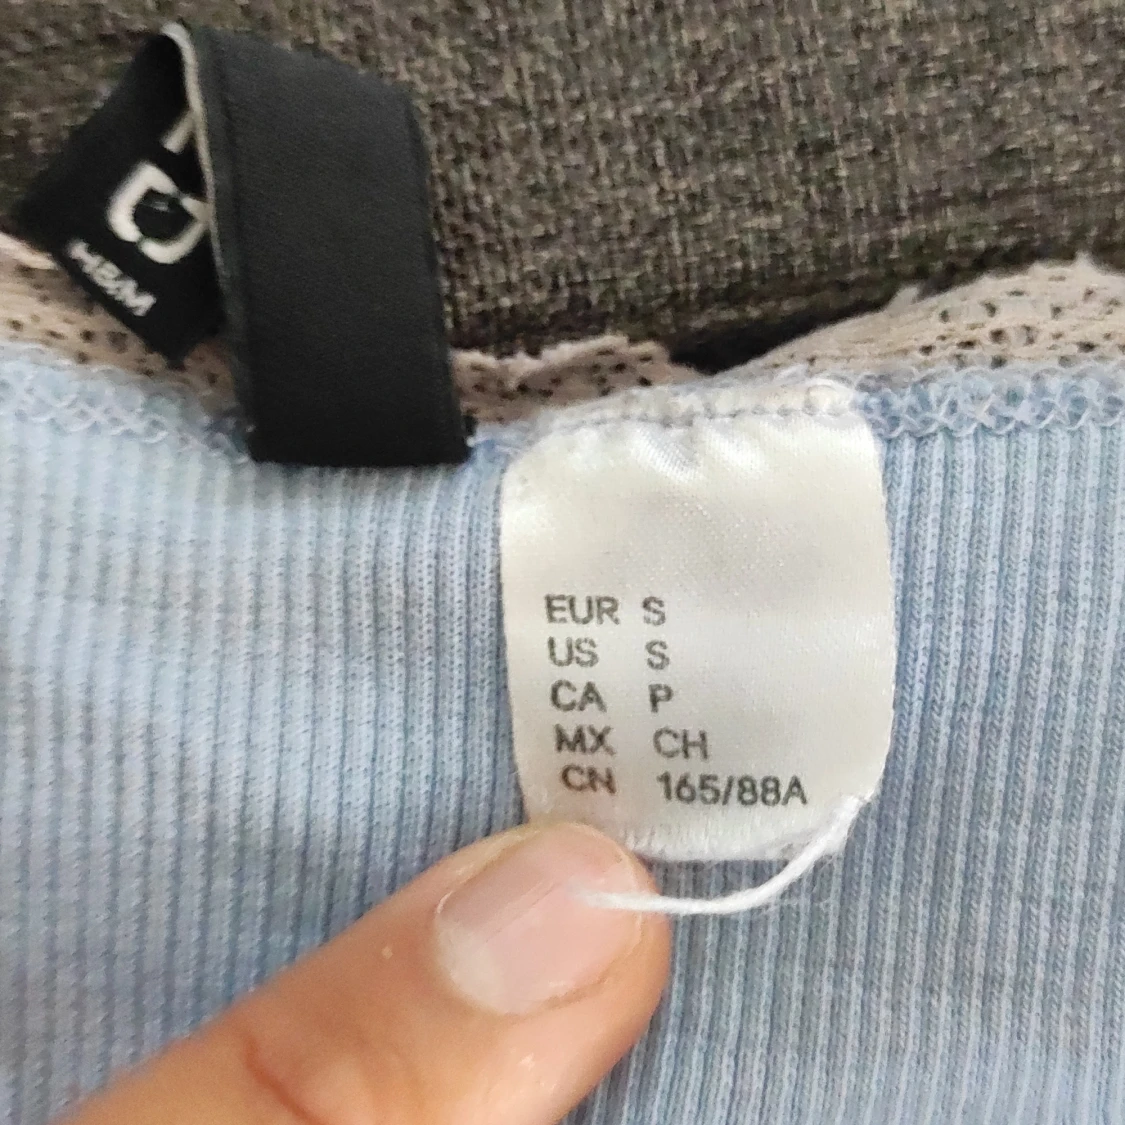 H&M
EUR S
US S
CA P
MX CH
CN 165/88A